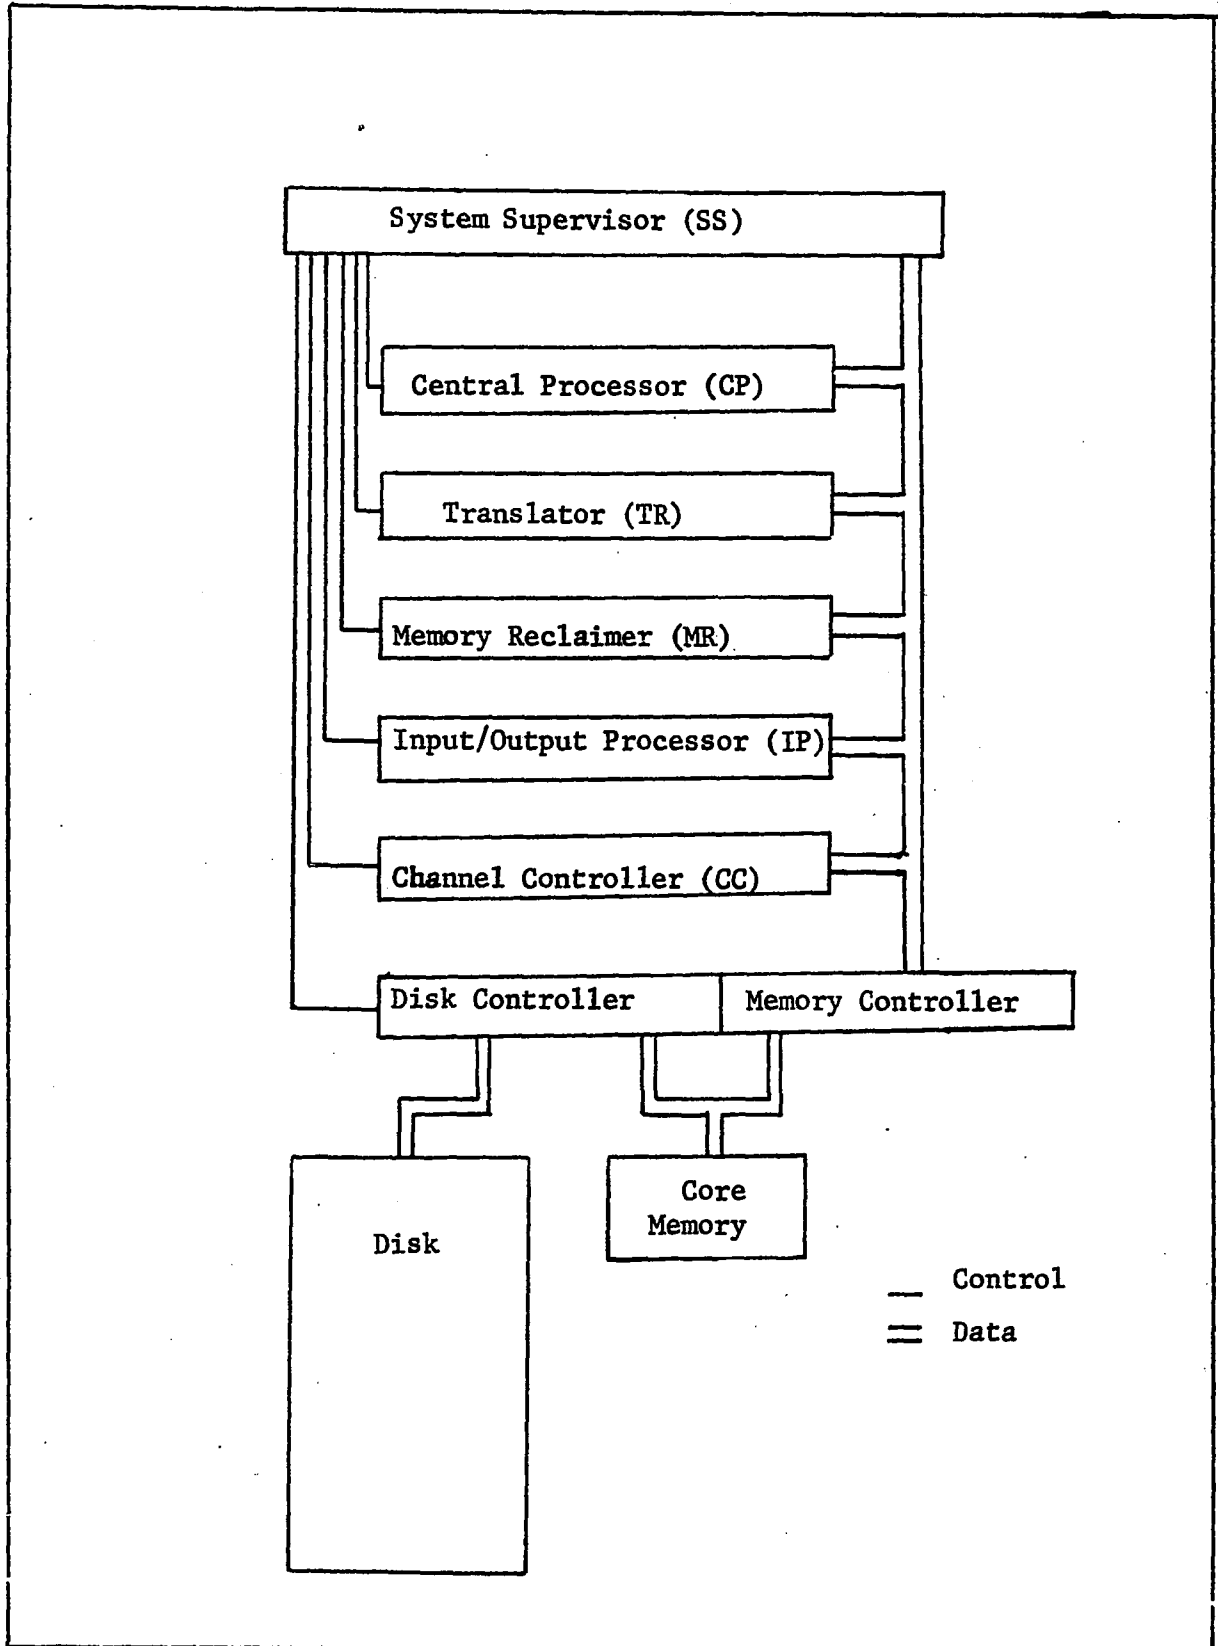 System Supervisor (SS)
Central Processor (CP)
Translator (TR)
Memory Reclaimer (MR)
Input/Output Processor (IP)
Channel Controller (CC)
Disk Controller
Memory Controller
Core
Memory
Disk
Control
Data